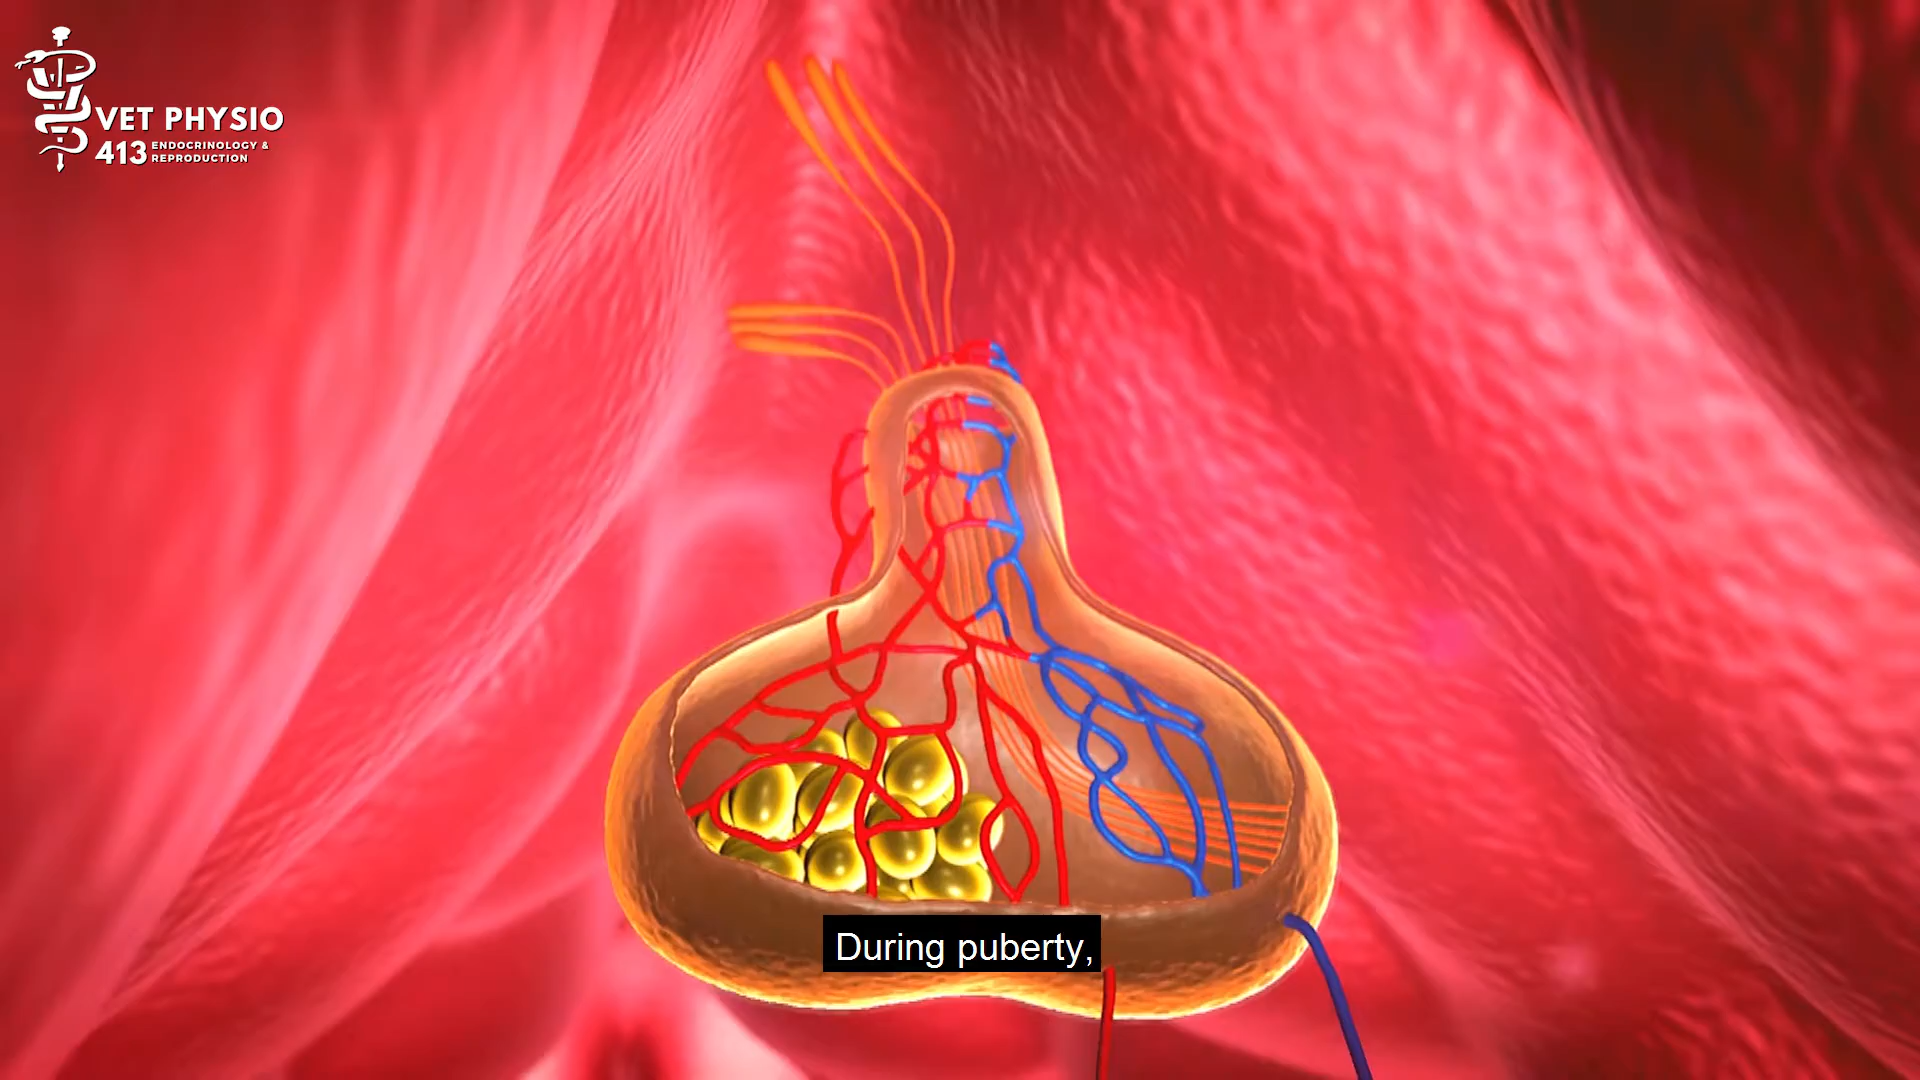 VET PHYSIO
413 ENDOCRINOLOGY &
REPRODUCTION
During puberty,